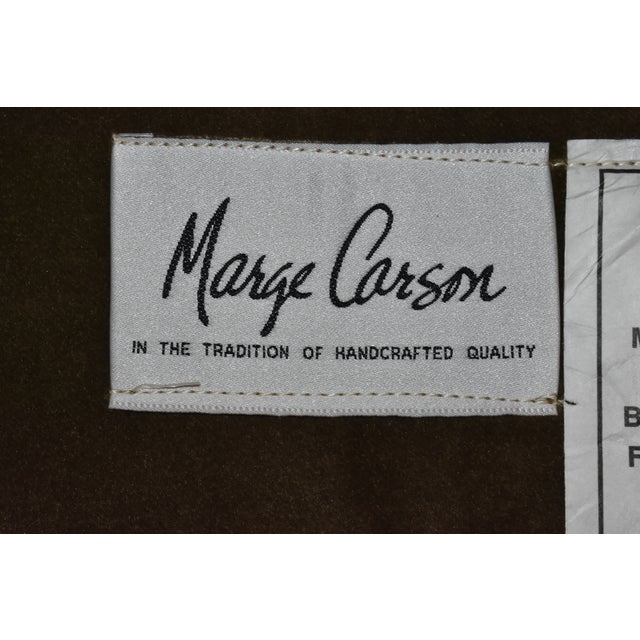 Marge Carson
IN THE TRADITION OF HANDCRAFTED QUALITY